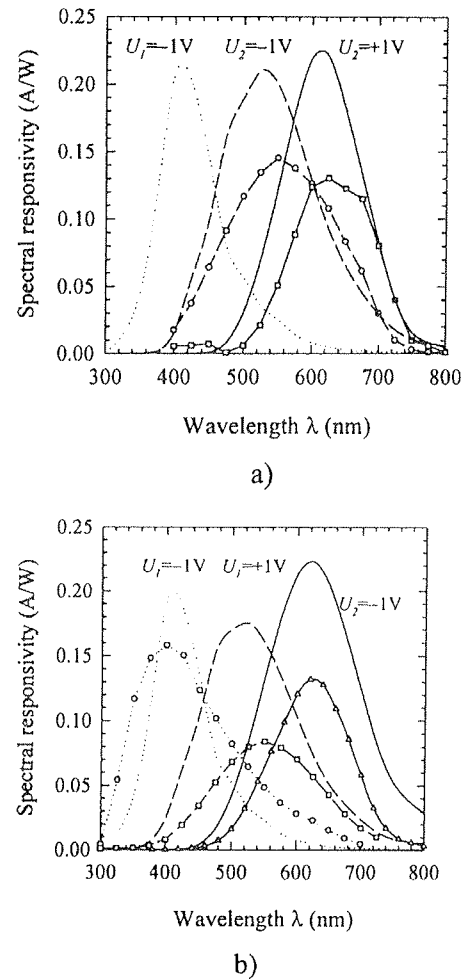 U₁=−1V U₂=−1V U₂=+1V
0.25
0.20
0.15
0.10
0.05
0.00
Spectral responsivity (A/W)
300 400 500 600 700 800
Wavelength λ (nm)
a)
U₁=−1V U₁=+1V
U₂=−1V
0.25
0.20
0.15
0.10
0.05
0.00
Spectral responsivity (A/W)
300 400 500 600 700 800
Wavelength λ (nm)
b)